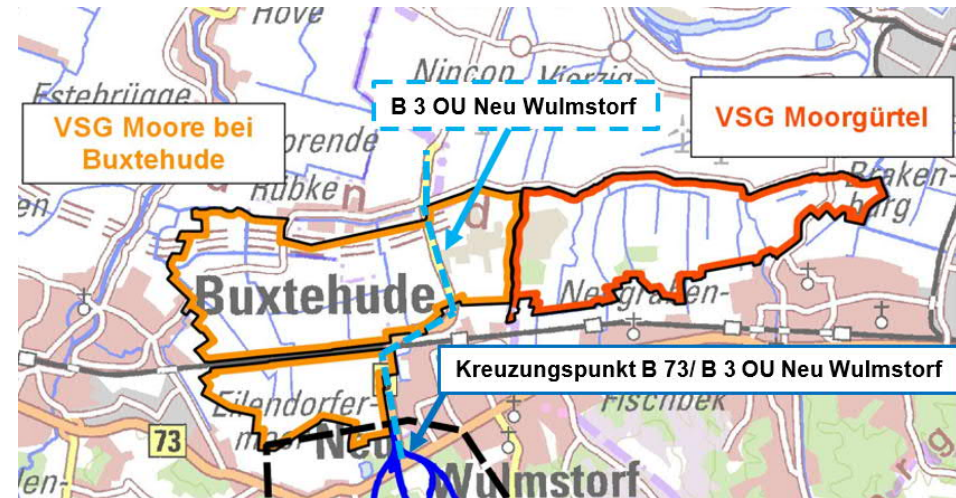 Hove
Nincop
Vierzig-
Estebrügge
B 3 OU Neu Wulmstorf
VSG Moorgürtel
VSG Moore bei
Buxtehude
Rübke
n
d
Braken-
burg
Buxtehude
Neugraben-
Kreuzungspunkt B 73/ B 3 OU Neu Wulmstorf
Eilendorfer-
moor
Fischbek
73
Neu
Wulmstorf